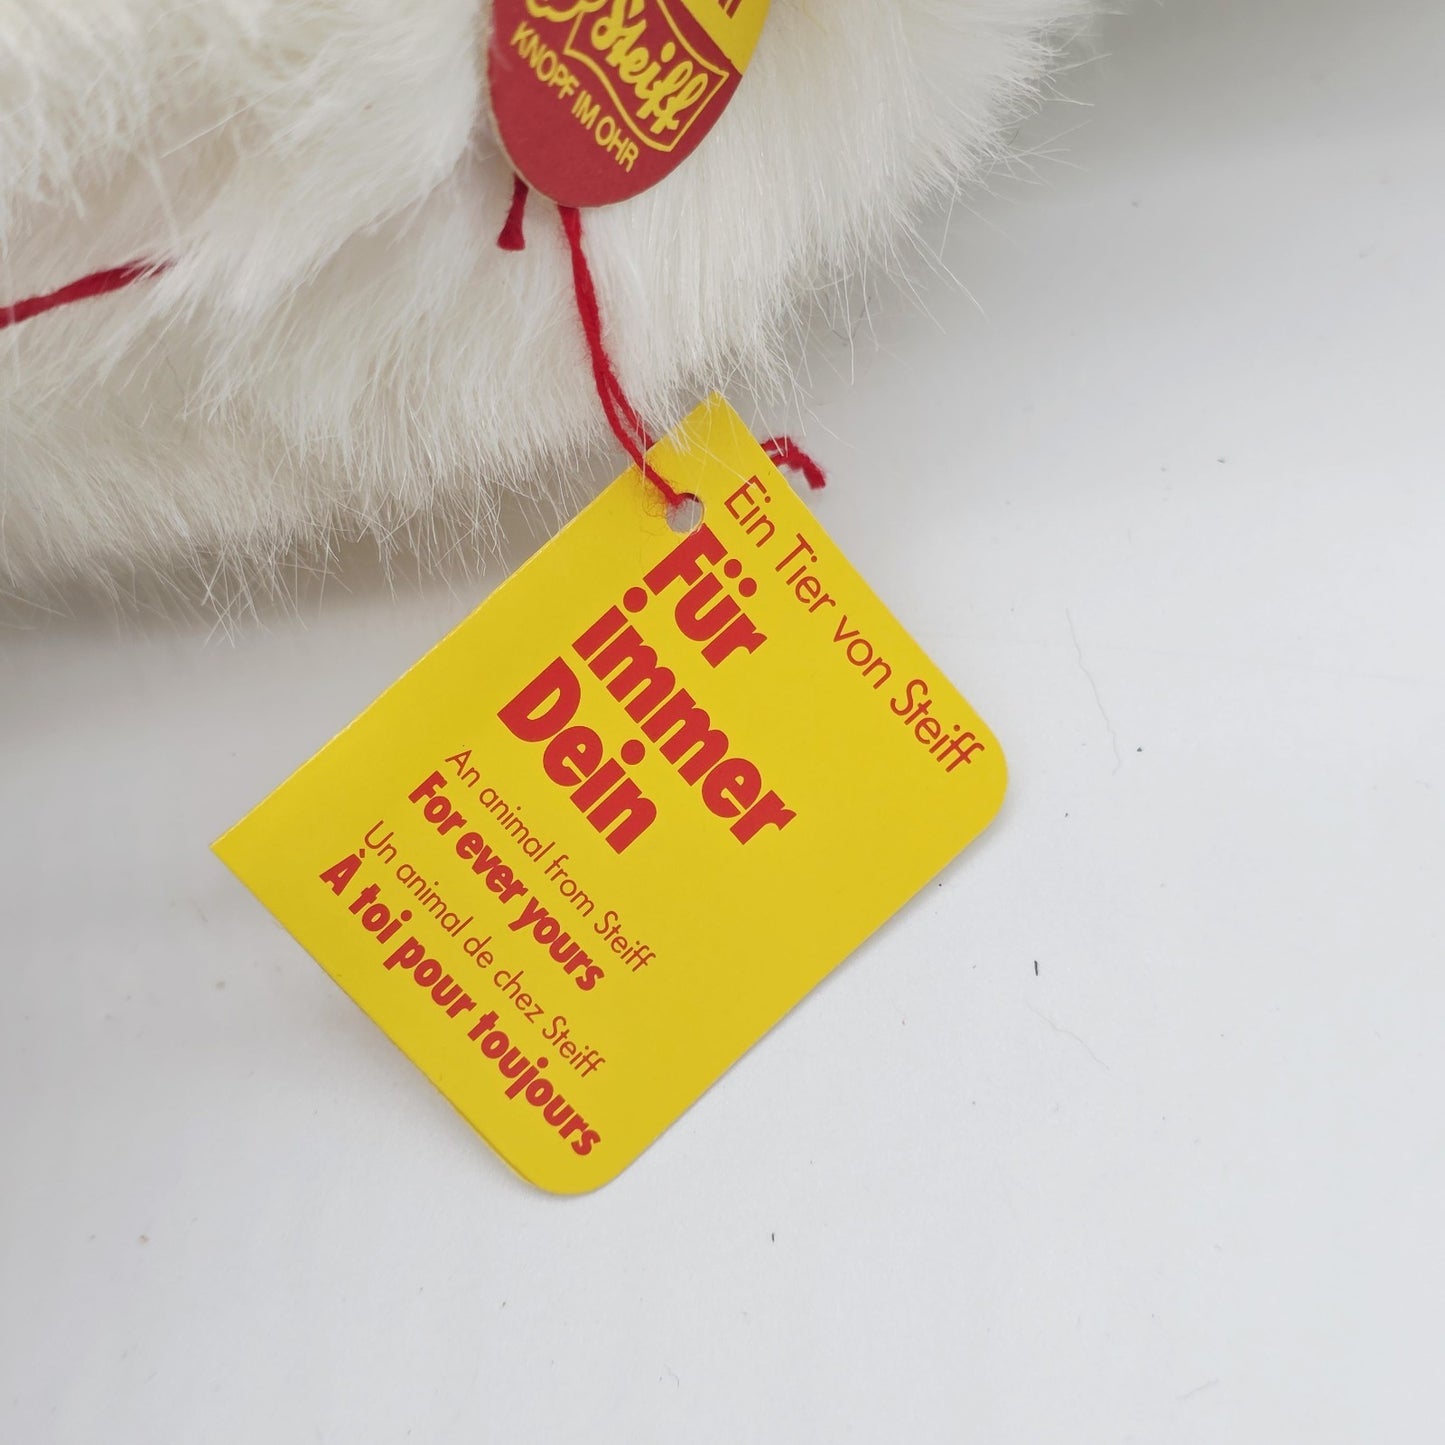 Steiff
KNOPF IM OHR
Ein Tier von Steiff
Für
immer
Dein
An animal from Steiff
For ever yours
Un animal de chez Steiff
À toi pour toujours